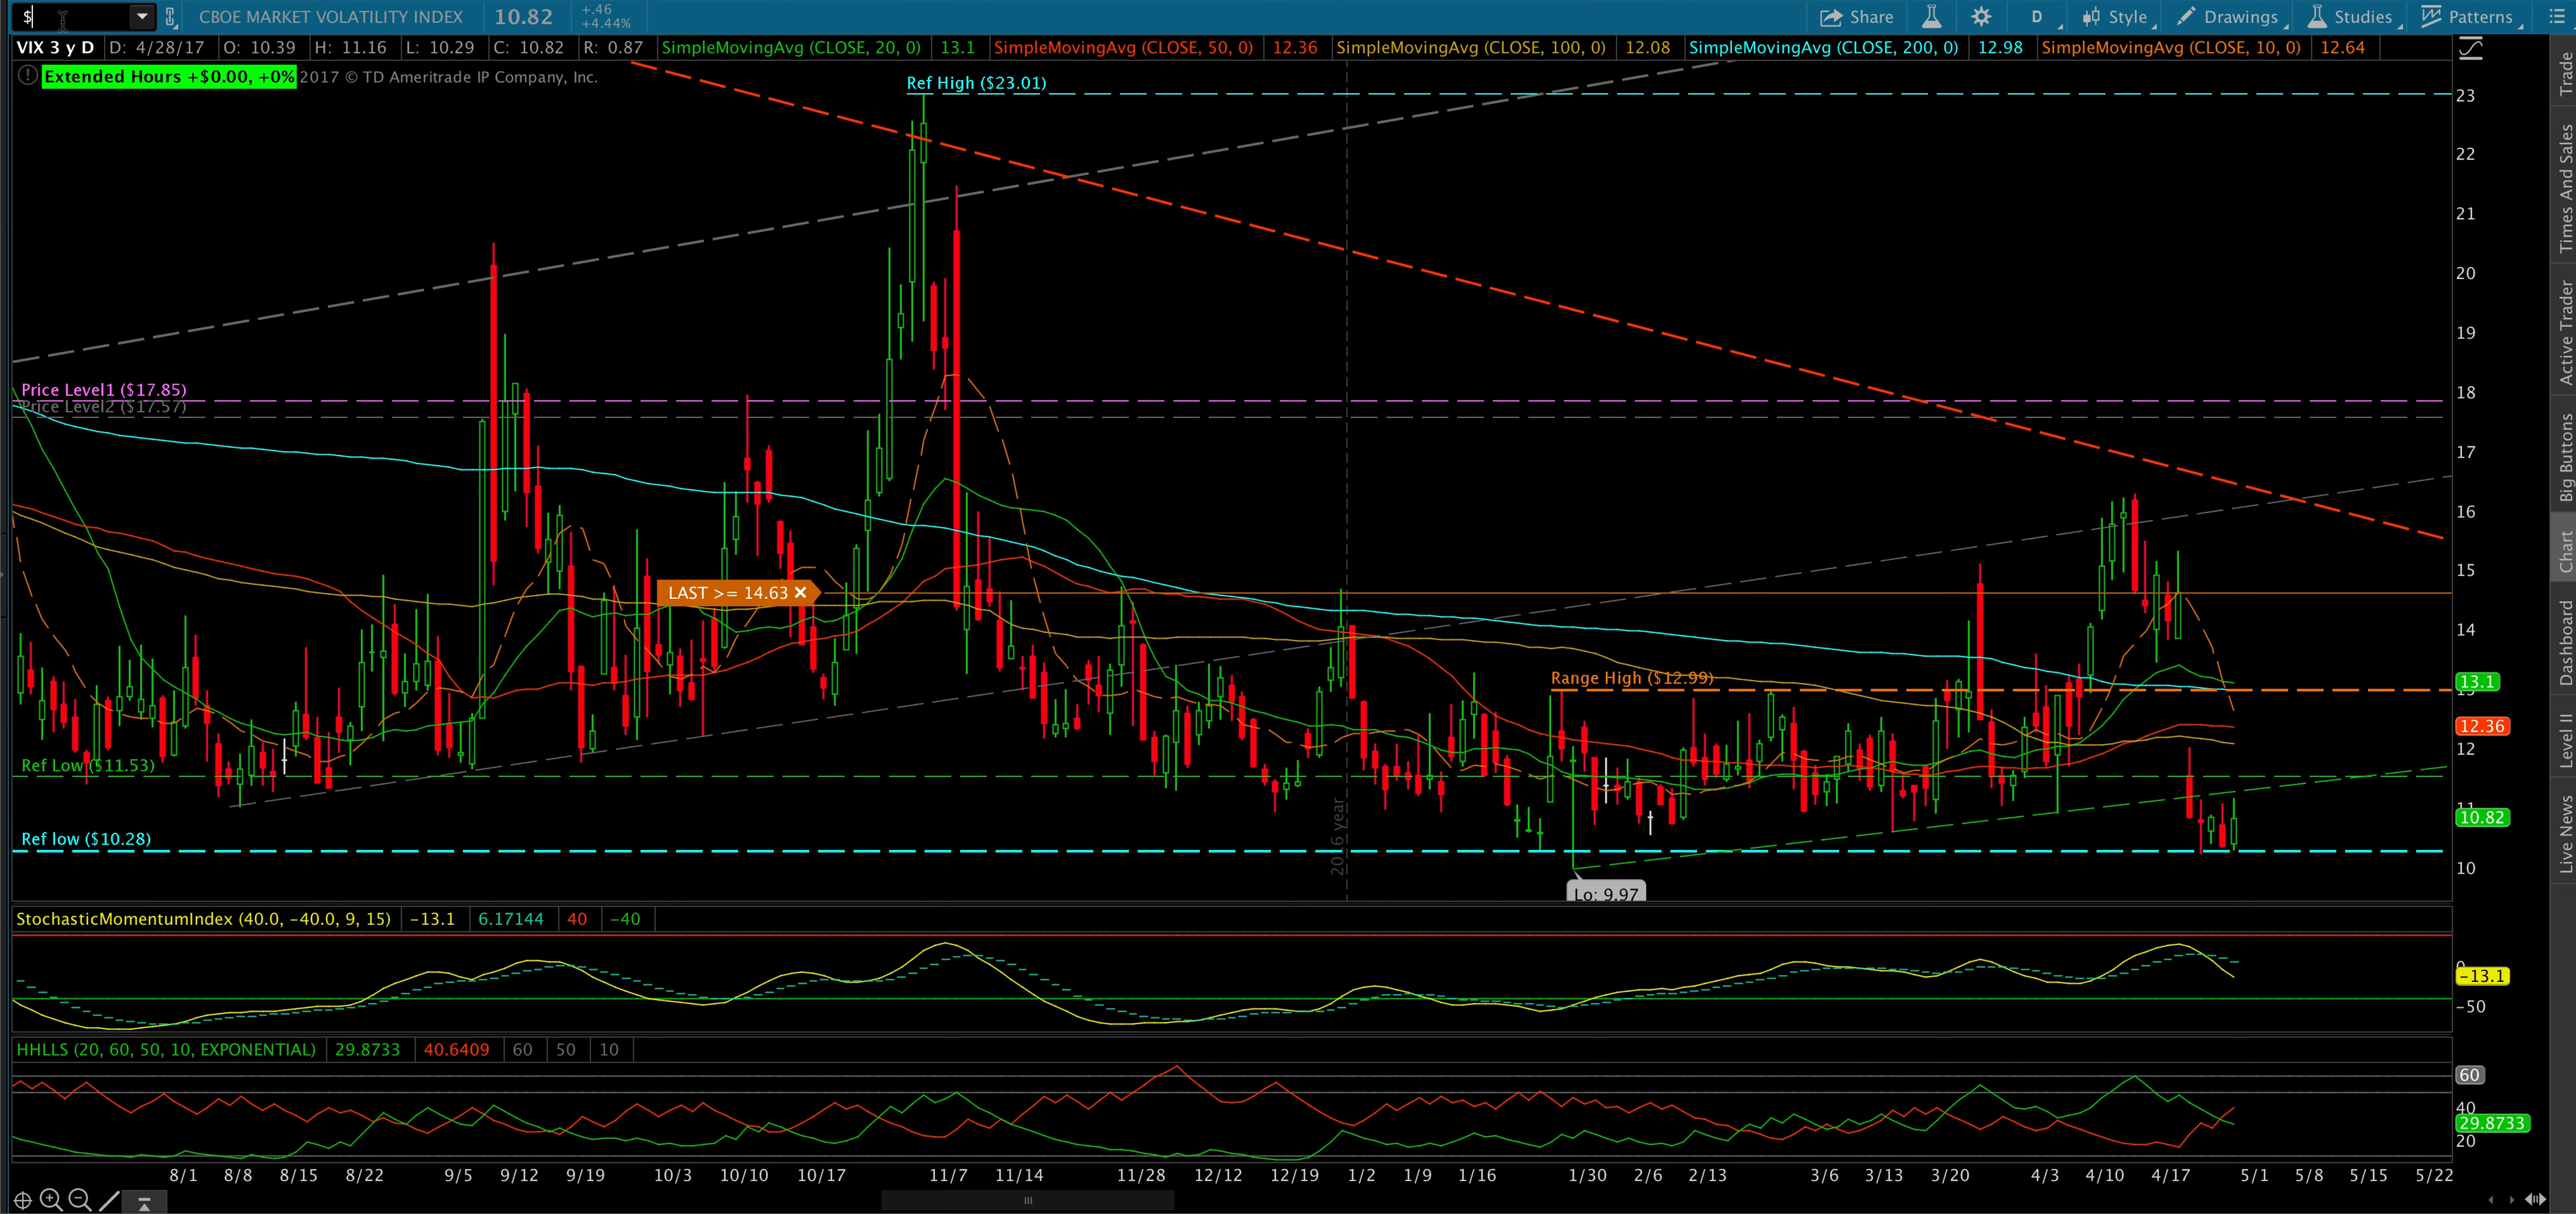 $ CBOE MARKET VOLATILITY INDEX 10.82 +.46 +4.44% Share D Style Drawings Studies Patterns
VIX 3 y D D: 4/28/17 O: 10.39 H: 11.16 L: 10.29 C: 10.82 R: 0.87 SimpleMovingAvg (CLOSE, 20, 0) 13.1 SimpleMovingAvg (CLOSE, 50, 0) 12.36 SimpleMovingAvg (CLOSE, 100, 0) 12.08 SimpleMovingAvg (CLOSE, 200, 0) 12.98 SimpleMovingAvg (CLOSE, 10, 0) 12.64
Extended Hours +$0.00, +0% 2017 © TD Ameritrade IP Company, Inc.
Ref High ($23.01)
23
22
21
20
19
Price Level1 ($17.85)
18
Price Level2 ($17.57)
17
16
15
LAST >= 14.63
14
Range High ($12.99)
13.1
13
12.36
12
Ref Low ($11.53)
11
10.82
Ref low ($10.28)
2016 year
10
Lo: 9.97
StochasticMomentumIndex (40.0, -40.0, 9, 15) -13.1 6.17144 40 -40
0
-13.1
-50
HHLLS (20, 60, 50, 10, EXPONENTIAL) 29.8733 40.6409 60 50 10
60
40
29.8733
20
8/1 8/8 8/15 8/22 9/5 9/12 9/19 10/3 10/10 10/17 11/7 11/14 11/28 12/12 12/19 1/2 1/9 1/16 1/30 2/6 2/13 3/6 3/13 3/20 4/3 4/10 4/17 5/1 5/8 5/15 5/22
Trade
Times And Sales
Active Trader
Big Buttons
Chart
Dashboard
Level II
Live News